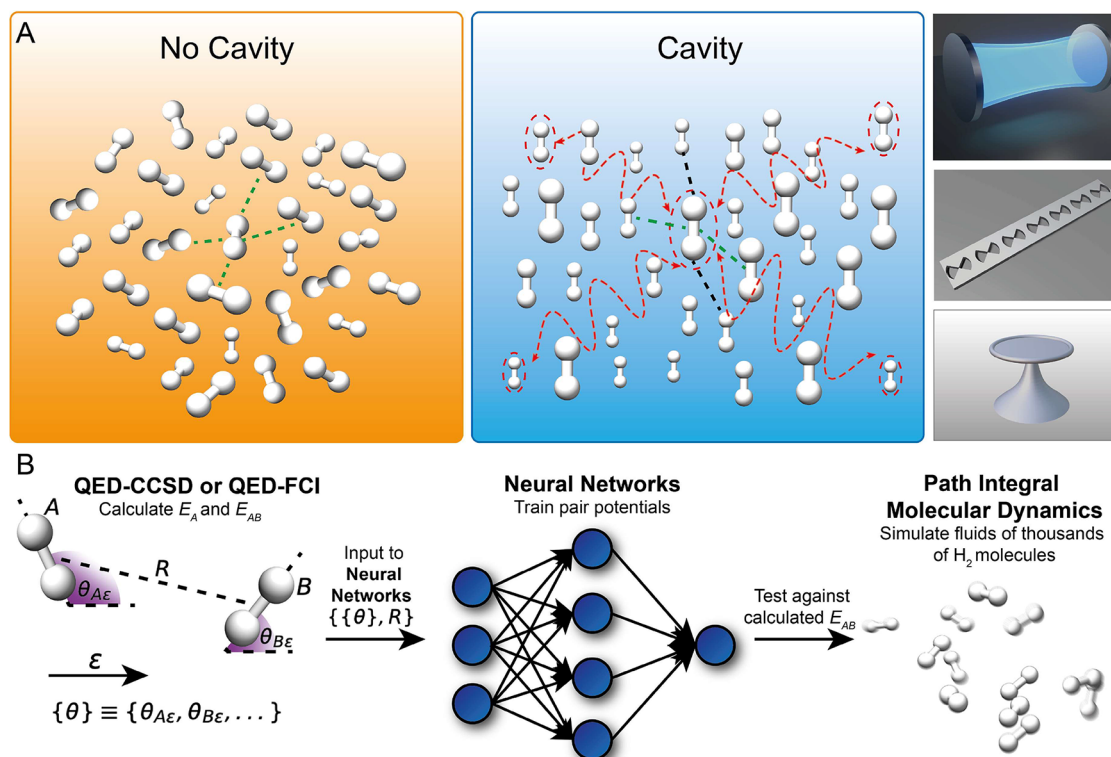 A
No Cavity
Cavity
B
QED-CCSD or QED-FCI
Calculate E_A and E_AB
A
R
B
θ_Aε
θ_Bε
ε
{θ} ≡ {θ_Aε, θ_Bε, . . . }
Input to
Neural
Networks
{{θ}, R}
Neural Networks
Train pair potentials
Test against
calculated E_AB
Path Integral
Molecular Dynamics
Simulate fluids of thousands
of H₂ molecules